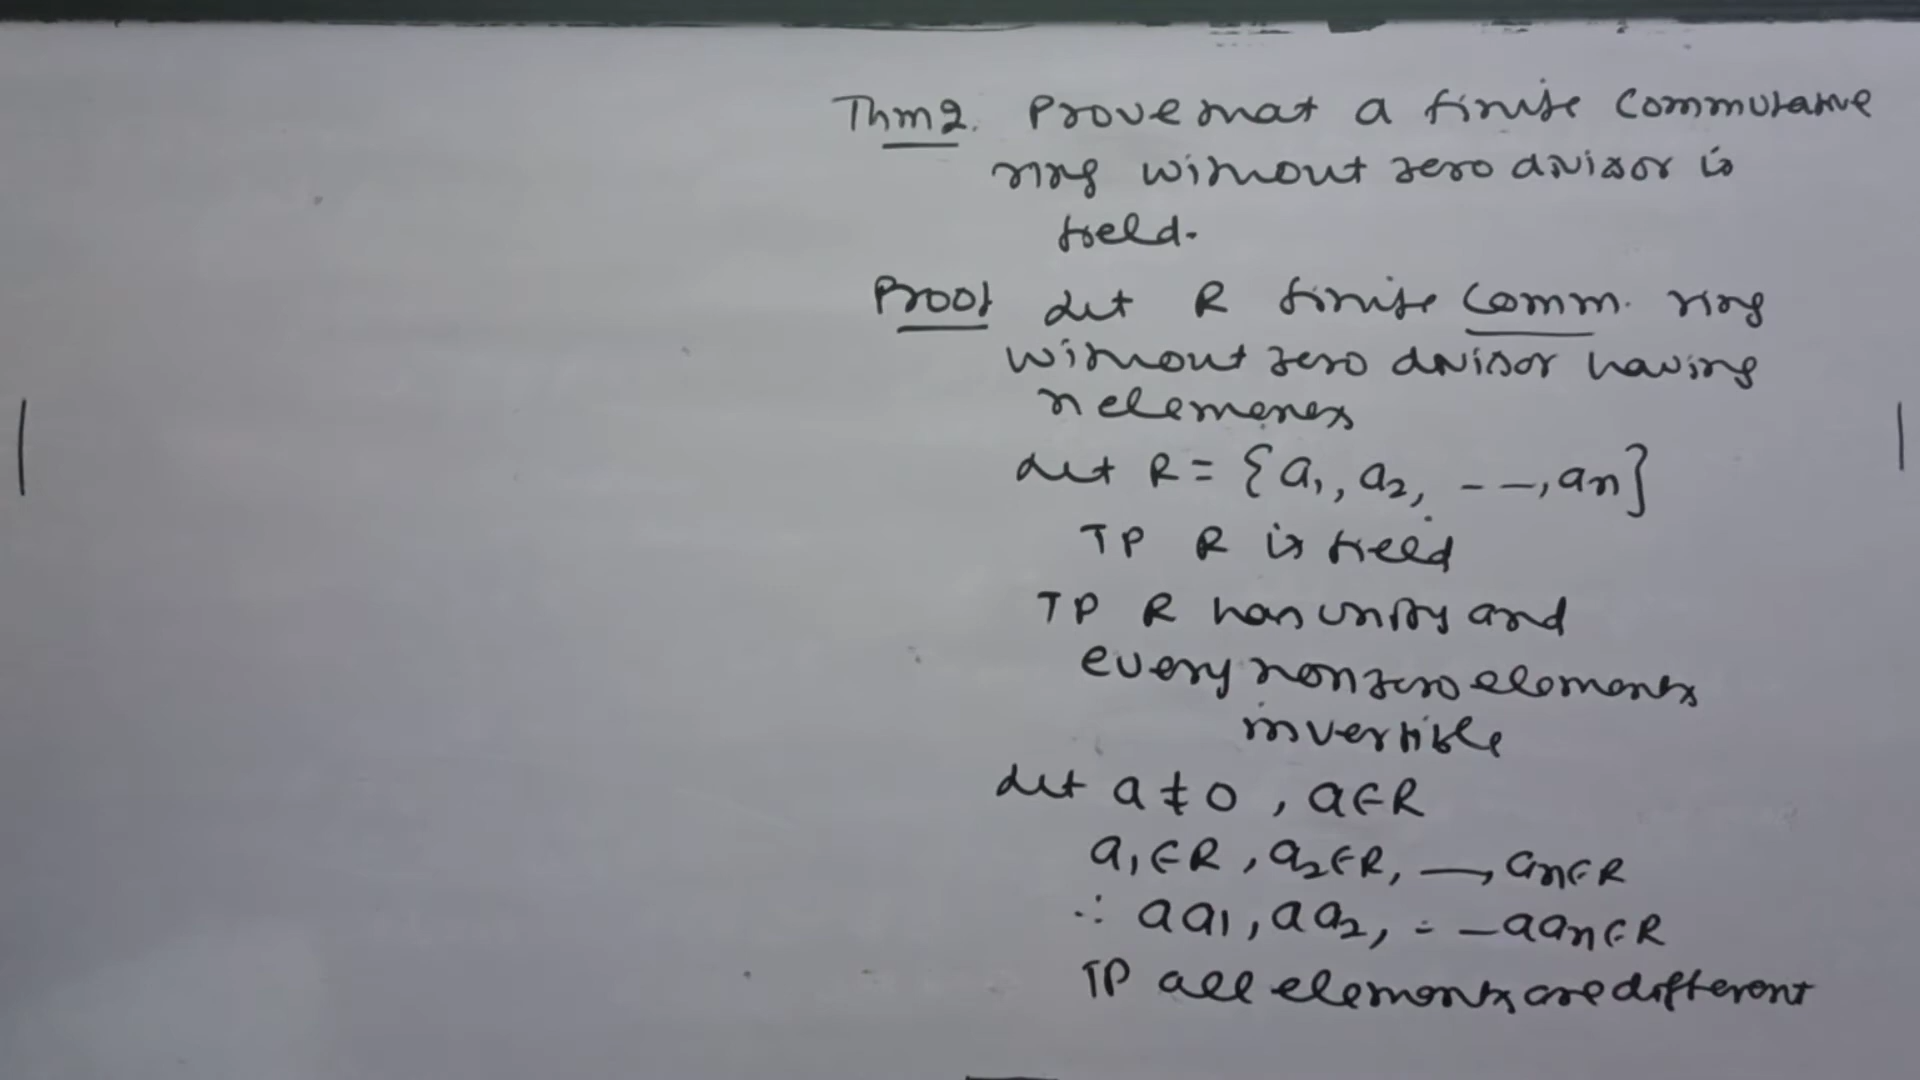 Thm 2. Prove that a finite commutative
ring without zero divisor is
field.
Proof Let R finite comm. ring
without zero divisor having
n elements
Let R = {a₁, a₂, - - -, an}
TP R is field
TP R has unity and
every nonzero elements
invertible
Let a ≠ 0, a∈R
a₁∈R, a₂∈R, — an∈R
∴ aa₁, aa₂, - - aan∈R
TP all elements are different